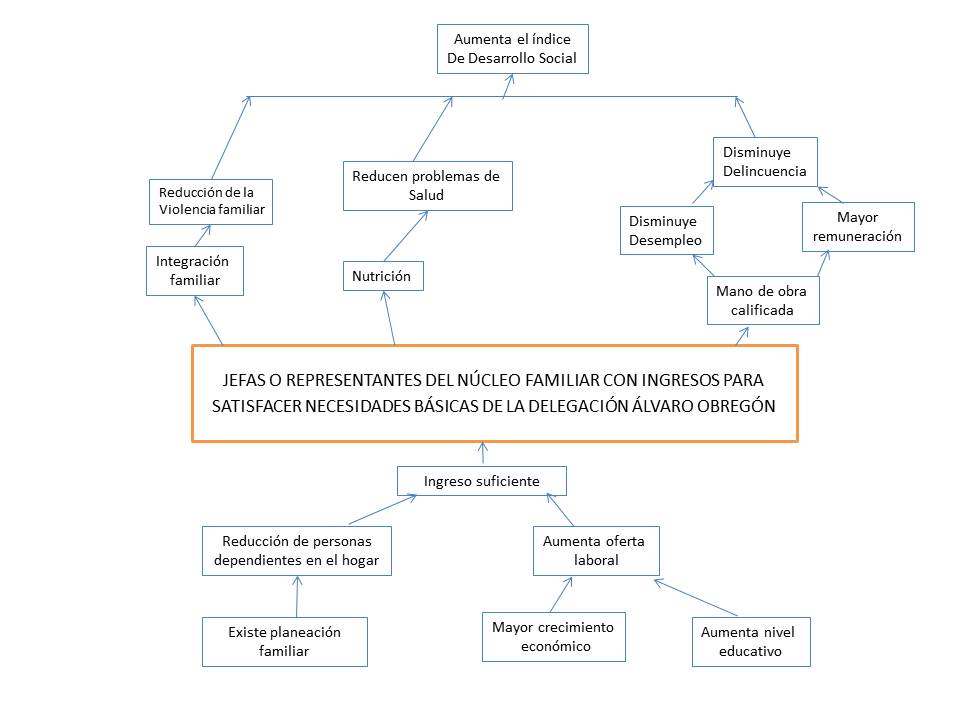 Aumenta el índice
De Desarrollo Social
Disminuye
Delincuencia
Reducen problemas de
Salud
Reducción de la
Violencia familiar
Disminuye
Desempleo
Mayor
remuneración
Integración
familiar
Nutrición
Mano de obra
calificada
JEFAS O REPRESENTANTES DEL NÚCLEO FAMILIAR CON INGRESOS PARA
SATISFACER NECESIDADES BÁSICAS DE LA DELEGACIÓN ÁLVARO OBREGÓN
Ingreso suficiente
Reducción de personas
dependientes en el hogar
Aumenta oferta
laboral
Existe planeación
familiar
Mayor crecimiento
económico
Aumenta nivel
educativo